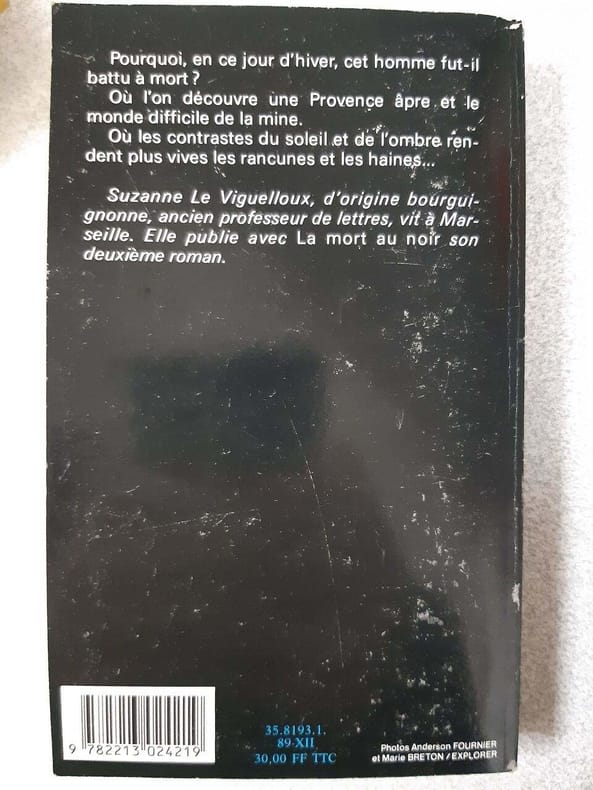 Pourquoi, en ce jour d'hiver, cet homme fut-il
battu à mort ?
Où l'on découvre une Provence âpre et le
monde difficile de la mine.
Où les contrastes du soleil et de l'ombre ren-
dent plus vives les rancunes et les haines...
Suzanne Le Viguelloux, d'origine bourgui-
gnonne, ancien professeur de lettres, vit à Mar-
seille. Elle publie avec La mort au noir son
deuxième roman.
9 782213 024219
35.8193.1.
89-XII
30,00 FF TTC
Photos Anderson FOURNIER
et Marie BRETON / EXPLORER